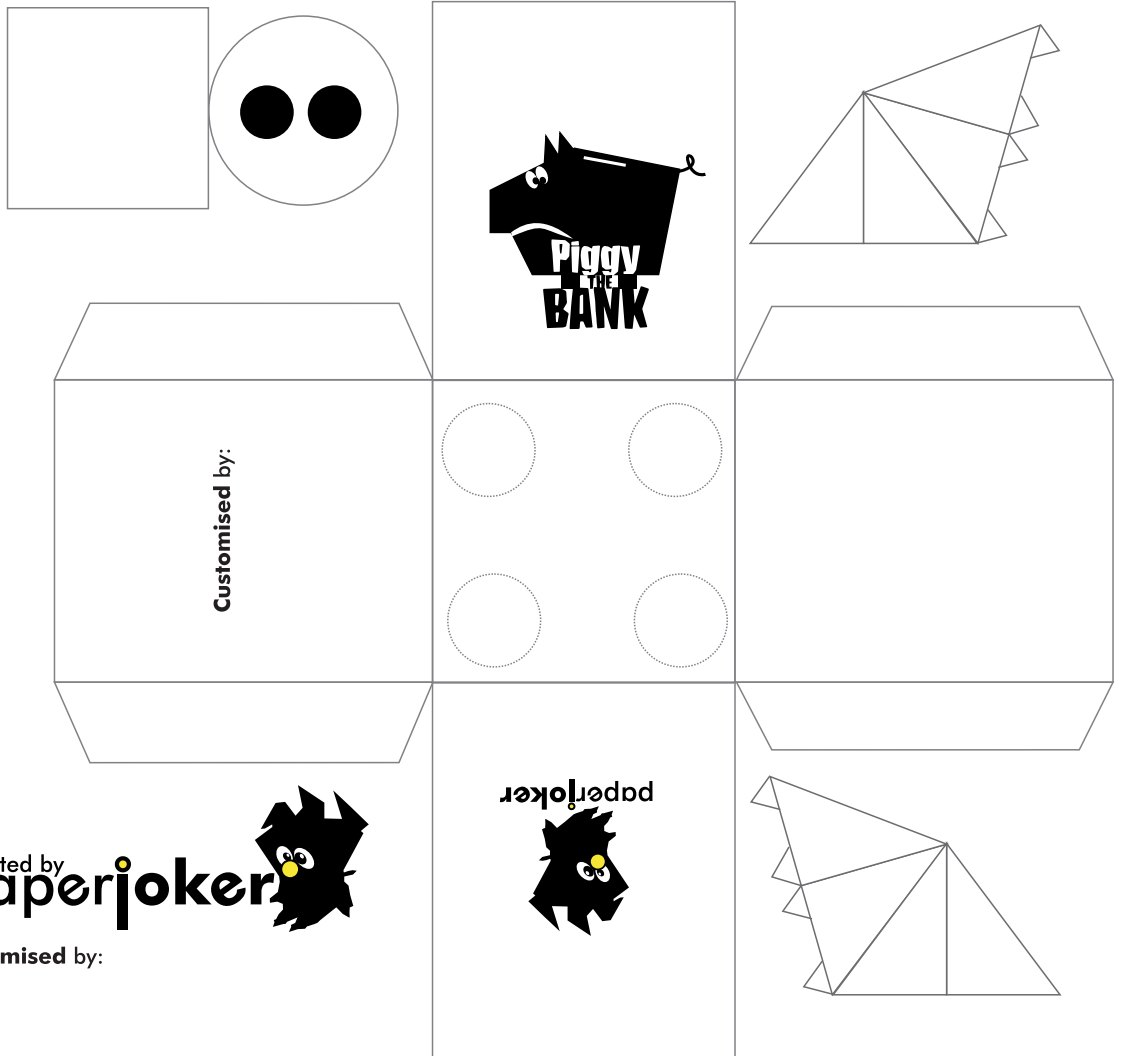 Piggy
THE
BANK
Customised by:
paperjoker
ted by
aperjoker
mised by: